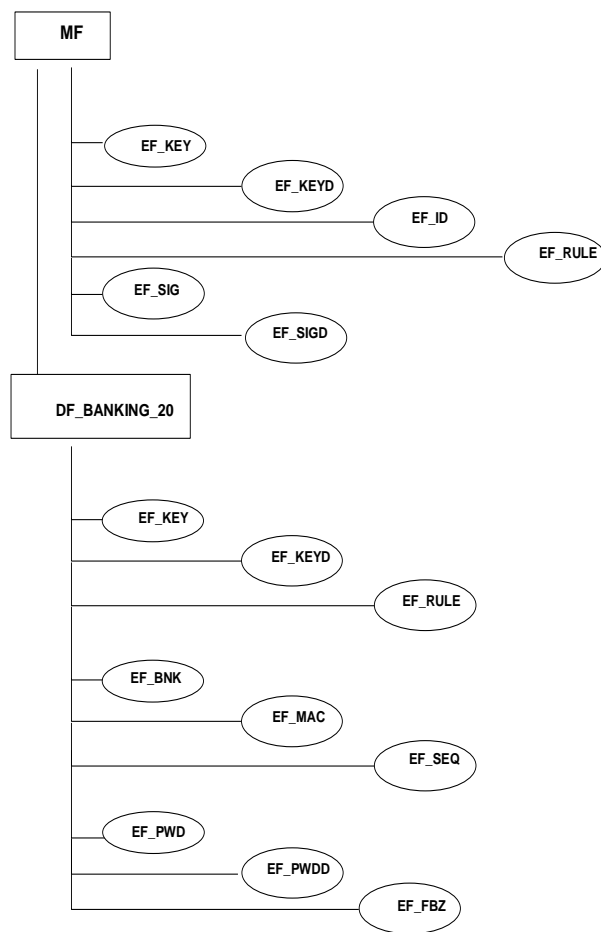 MF
EF_KEY
EF_KEYD
EF_ID
EF_RULE
EF_SIG
EF_SIGD
DF_BANKING_20
EF_KEY
EF_KEYD
EF_RULE
EF_BNK
EF_MAC
EF_SEQ
EF_PWD
EF_PWDD
EF_FBZ